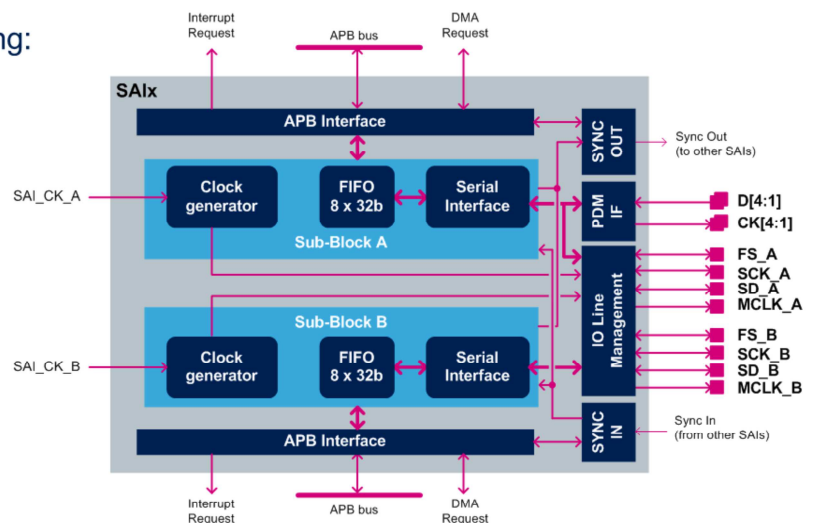 ng:
Interrupt
Request
APB bus
DMA
Request
SAIx
APB Interface
SYNC
OUT
Sync Out
(to other SAIs)
SAI_CK_A
Clock
generator
FIFO
8 x 32b
Serial
Interface
Sub-Block A
PDM
IF
D[4:1]
CK[4:1]
IO Line
Management
FS_A
SCK_A
SD_A
MCLK_A
FS_B
SCK_B
SD_B
MCLK_B
Sub-Block B
SAI_CK_B
Clock
generator
FIFO
8 x 32b
Serial
Interface
APB Interface
SYNC
IN
Sync In
(from other SAIs)
Interrupt
Request
APB bus
DMA
Request